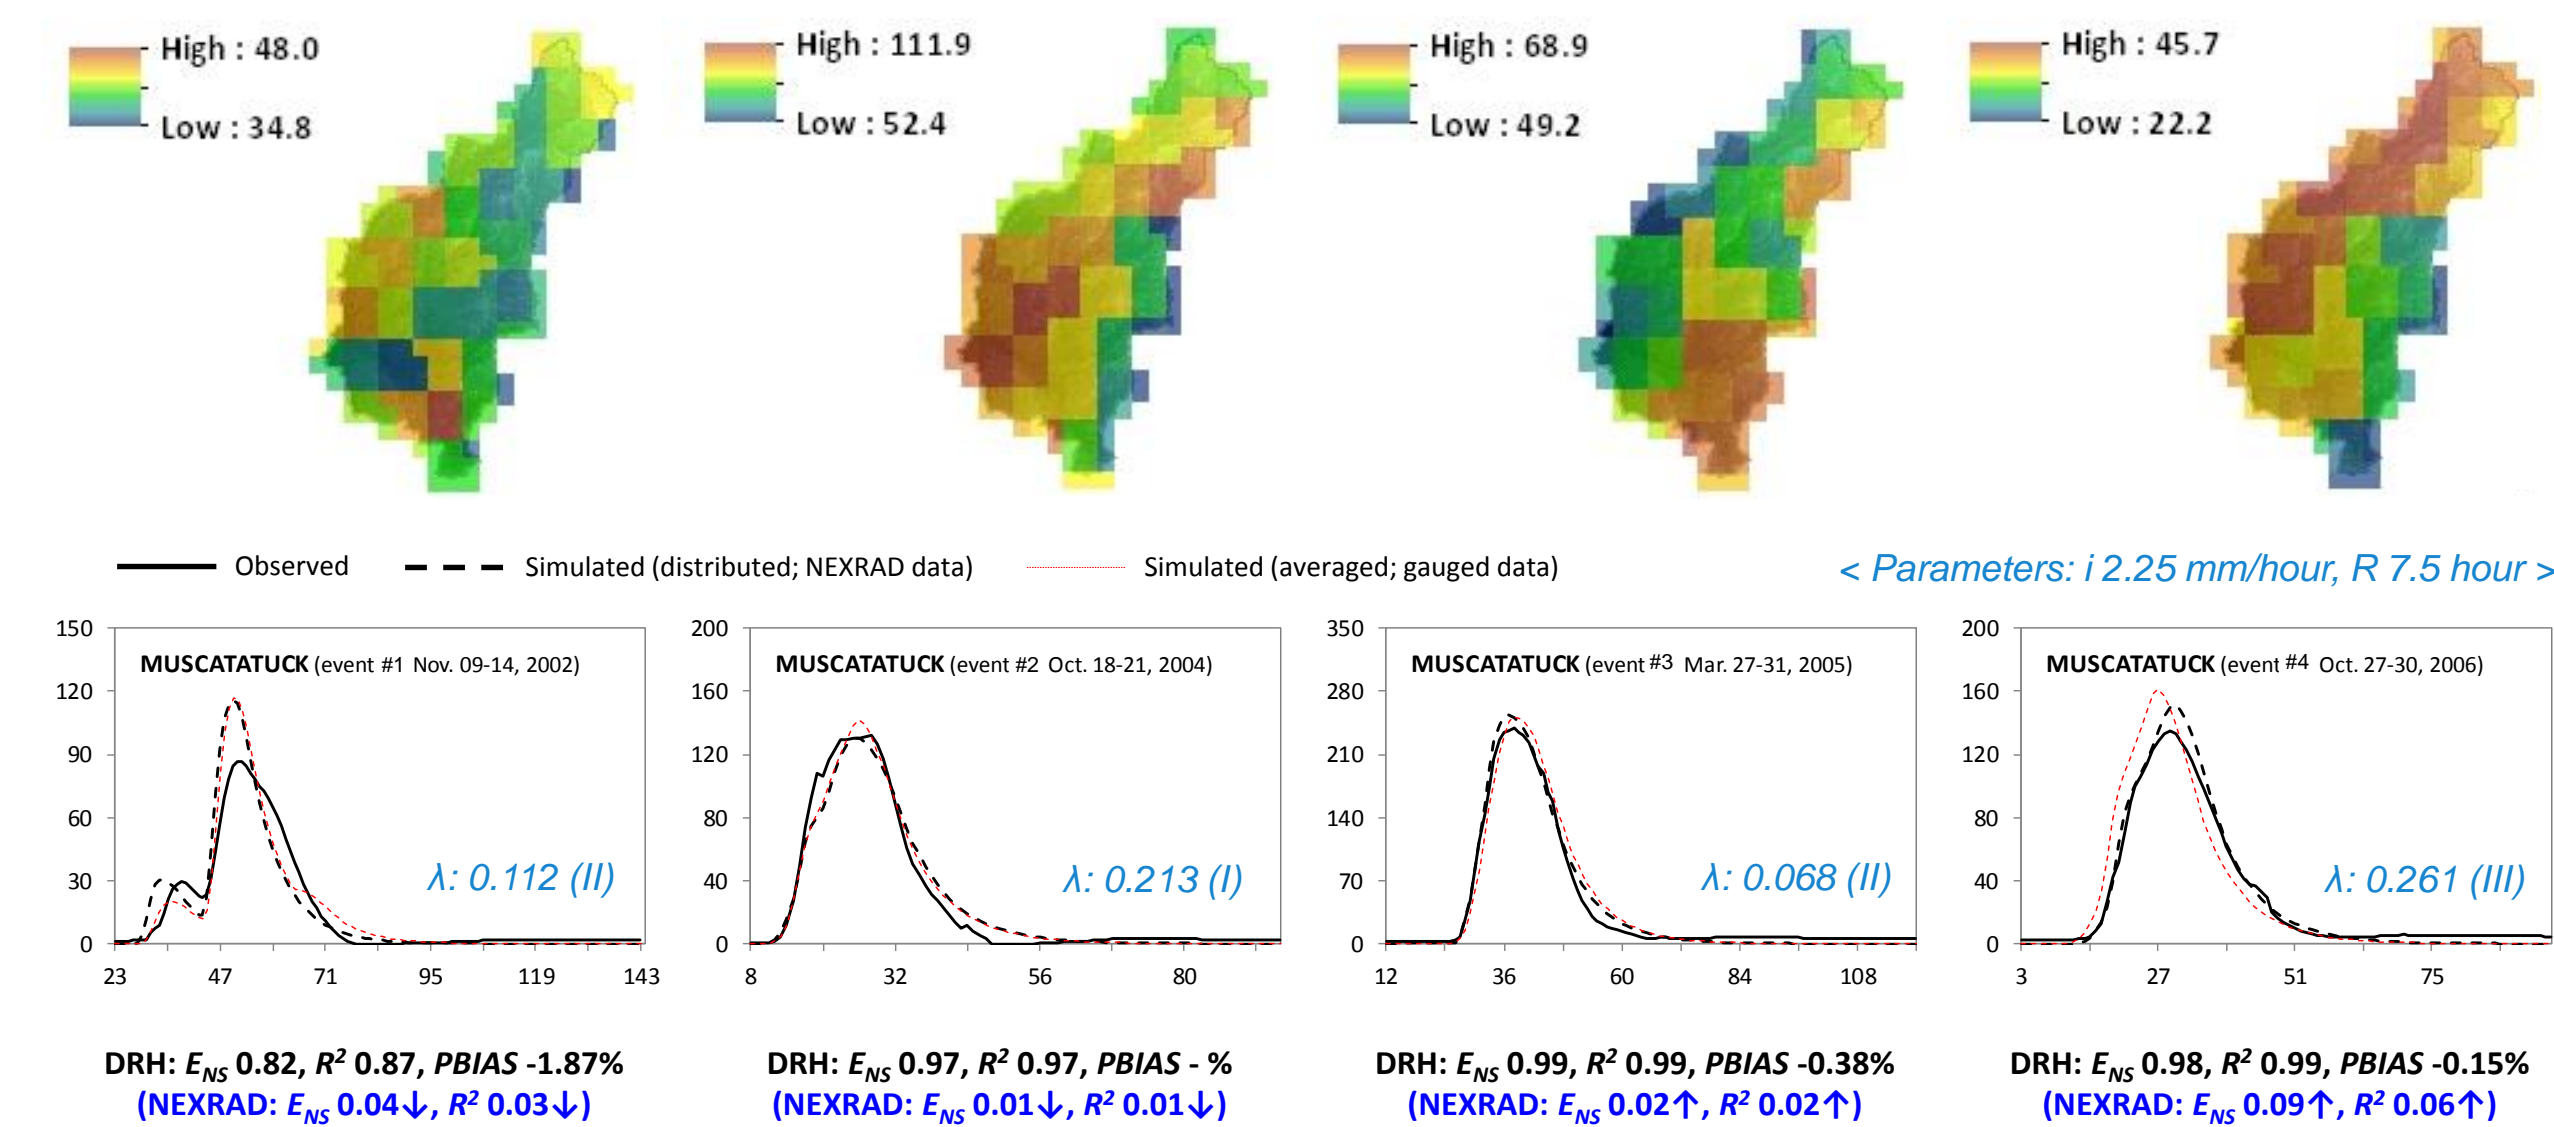 High : 48.0
Low : 34.8
High : 111.9
Low : 52.4
High : 68.9
Low : 49.2
High : 45.7
Low : 22.2
Observed
Simulated (distributed; NEXRAD data)
Simulated (averaged; gauged data)
< Parameters: i 2.25 mm/hour, R 7.5 hour >
150
120
90
60
30
0
MUSCATATUCK (event #1 Nov. 09-14, 2002)
λ: 0.112 (II)
23 47 71 95 119 143
200
160
120
80
40
0
MUSCATATUCK (event #2 Oct. 18-21, 2004)
λ: 0.213 (I)
8 32 56 80
350
280
210
140
70
0
MUSCATATUCK (event #3 Mar. 27-31, 2005)
λ: 0.068 (II)
12 36 60 84 108
200
160
120
80
40
0
MUSCATATUCK (event #4 Oct. 27-30, 2006)
λ: 0.261 (III)
3 27 51 75
DRH: E_NS 0.82, R² 0.87, PBIAS -1.87%
(NEXRAD: E_NS 0.04↓, R² 0.03↓)
DRH: E_NS 0.97, R² 0.97, PBIAS - %
(NEXRAD: E_NS 0.01↓, R² 0.01↓)
DRH: E_NS 0.99, R² 0.99, PBIAS -0.38%
(NEXRAD: E_NS 0.02↑, R² 0.02↑)
DRH: E_NS 0.98, R² 0.99, PBIAS -0.15%
(NEXRAD: E_NS 0.09↑, R² 0.06↑)